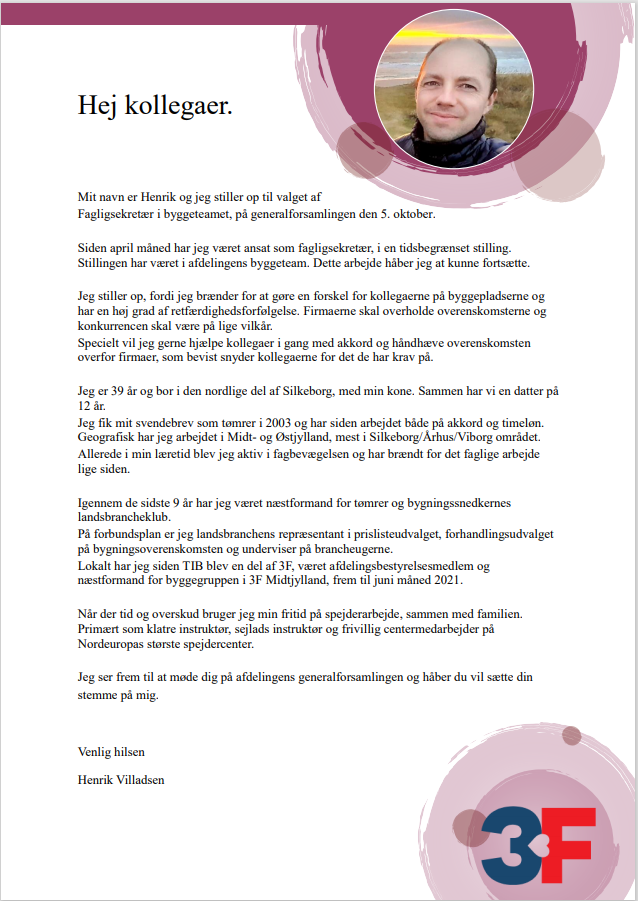 Hej kollegaer.
Mit navn er Henrik og jeg stiller op til valget af
Fagligsekretær i byggeteamet, på generalforsamlingen den 5. oktober.
Siden april måned har jeg været ansat som fagligsekretær, i en tidsbegrænset stilling.
Stillingen har været i afdelingens byggeteam. Dette arbejde håber jeg at kunne fortsætte.
Jeg stiller op, fordi jeg brænder for at gøre en forskel for kollegaerne på byggepladserne og
har en høj grad af retfærdighedsforfølgelse. Firmaerne skal overholde overenskomsterne og
konkurrencen skal være på lige vilkår.
Specielt vil jeg gerne hjælpe kollegaer i gang med akkord og håndhæve overenskomsten
overfor firmaer, som bevist snyder kollegaerne for det de har krav på.
Jeg er 39 år og bor i den nordlige del af Silkeborg, med min kone. Sammen har vi en datter på
12 år.
Jeg fik mit svendebrev som tømrer i 2003 og har siden arbejdet både på akkord og timeløn.
Geografisk har jeg arbejdet i Midt- og Østjylland, mest i Silkeborg/Århus/Viborg området.
Allerede i min læretid blev jeg aktiv i fagbevægelsen og har brændt for det faglige arbejde
lige siden.
Igennem de sidste 9 år har jeg været næstformand for tømrer og bygningssnedkernes
landsbrancheklub.
På forbundsplan er jeg landsbranchens repræsentant i prislisteudvalget, forhandlingsudvalget
på bygningsoverenskomsten og underviser på brancheugerne.
Lokalt har jeg siden TIB blev en del af 3F, været afdelingsbestyrelsesmedlem og
næstformand for byggegruppen i 3F Midtjylland, frem til juni måned 2021.
Når der tid og overskud bruger jeg min fritid på spejderarbejde, sammen med familien.
Primært som klatre instruktør, sejlads instruktør og frivillig centermedarbejder på
Nordeuropas største spejdercenter.
Jeg ser frem til at møde dig på afdelingens generalforsamlingen og håber du vil sætte din
stemme på mig.
Venlig hilsen
Henrik Villadsen
3F